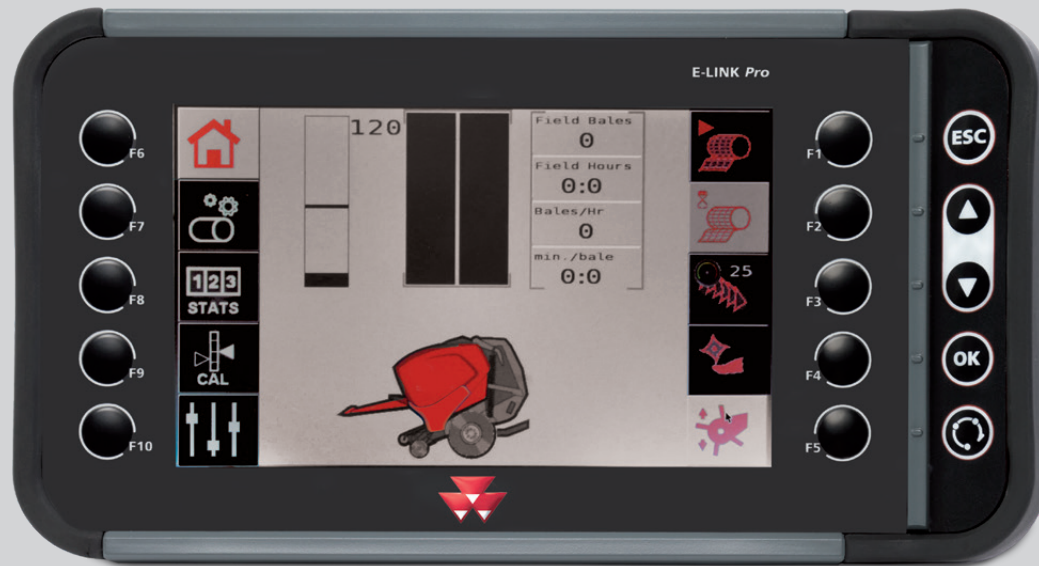 E-LINK Pro
F6
F7
F8
F9
F10
120
Field Bales
0
Field Hours
0:0
Bales/Hr
0
min./bale
0:0
123
STATS
CAL
25
F1
F2
F3
F4
F5
ESC
OK